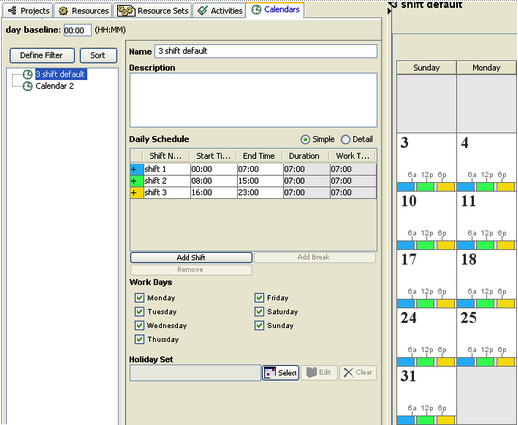 Projects Resources Resource Sets Activities Calendars
3 shift default
day baseline: 00:00 (HH:MM)
Define Filter Sort
3 shift default
Calendar 2
Name 3 shift default
Description
Daily Schedule Simple Detail
Shift N... Start Ti... End Time Duration Work T...
+ shift 1 00:00 07:00 07:00 07:00
+ shift 2 08:00 15:00 07:00 07:00
+ shift 3 16:00 23:00 07:00 07:00
Add Shift Add Break
Remove
Work Days
Monday Friday
Tuesday Saturday
Wednesday Sunday
Thursday
Holiday Set
Select Edit Clear
Sunday Monday
3 4
6a 12p 6p 6a 12p 6p
10 11
6a 12p 6p 6a 12p 6p
17 18
6a 12p 6p 6a 12p 6p
24 25
6a 12p 6p 6a 12p 6p
31
6a 12p 6p